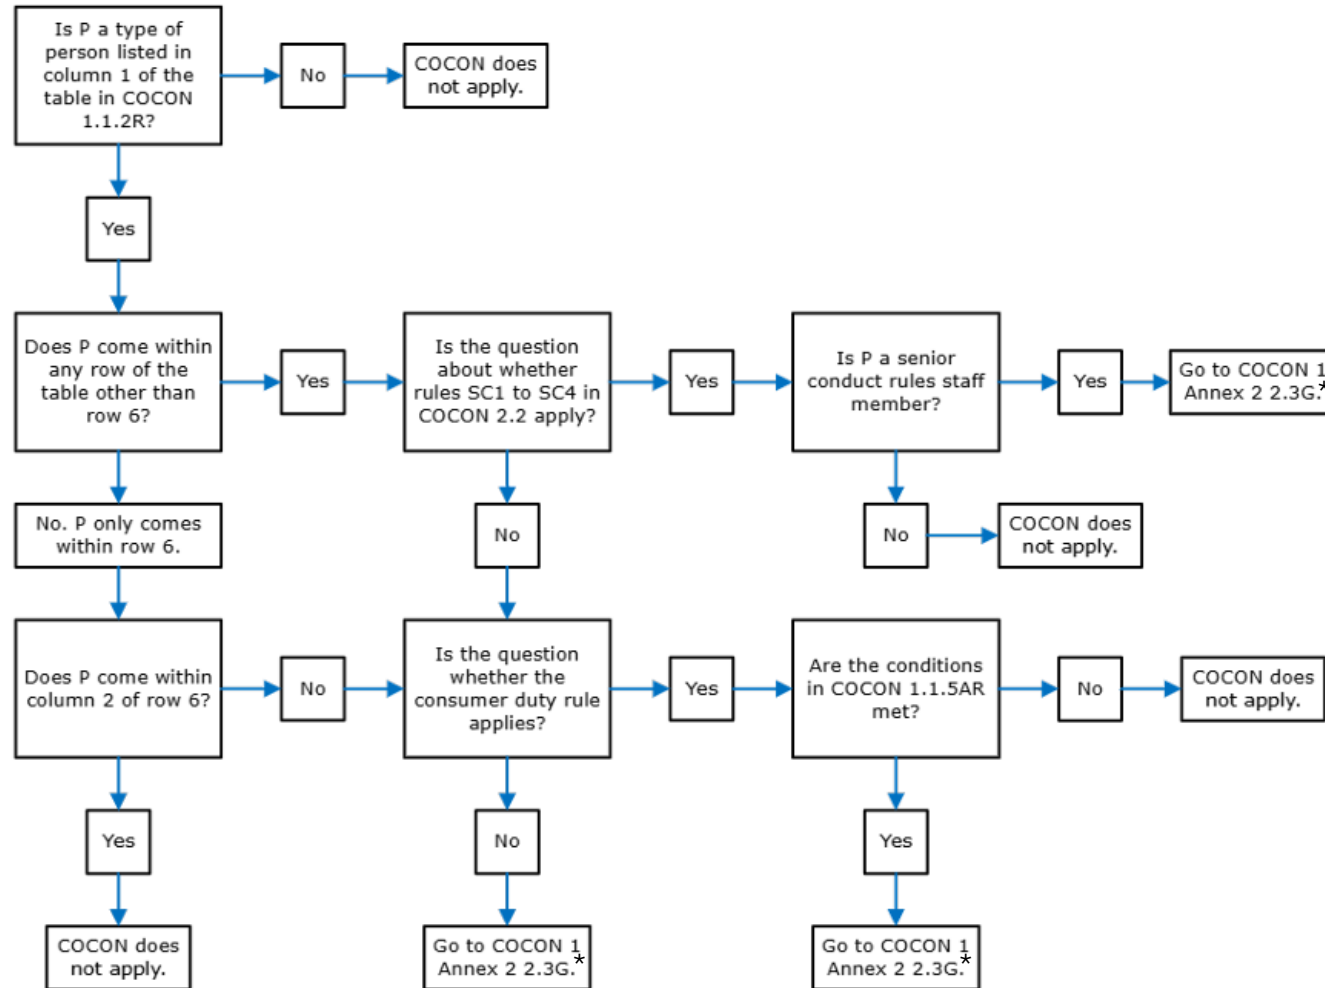 Is P a type of
person listed in
column 1 of the
table in COCON
1.1.2R?
No
COCON does
not apply.
Yes
Does P come within
any row of the
table other than
row 6?
Yes
Is the question
about whether
rules SC1 to SC4 in
COCON 2.2 apply?
Yes
Is P a senior
conduct rules staff
member?
Yes
Go to COCON 1
Annex 2 2.3G.*
No. P only comes
within row 6.
No
No
COCON does
not apply.
Does P come within
column 2 of row 6?
No
Is the question
whether the
consumer duty rule
applies?
Yes
Are the conditions
in COCON 1.1.5AR
met?
No
COCON does
not apply.
Yes
No
Yes
COCON does
not apply.
Go to COCON 1
Annex 2 2.3G.*
Go to COCON 1
Annex 2 2.3G.*